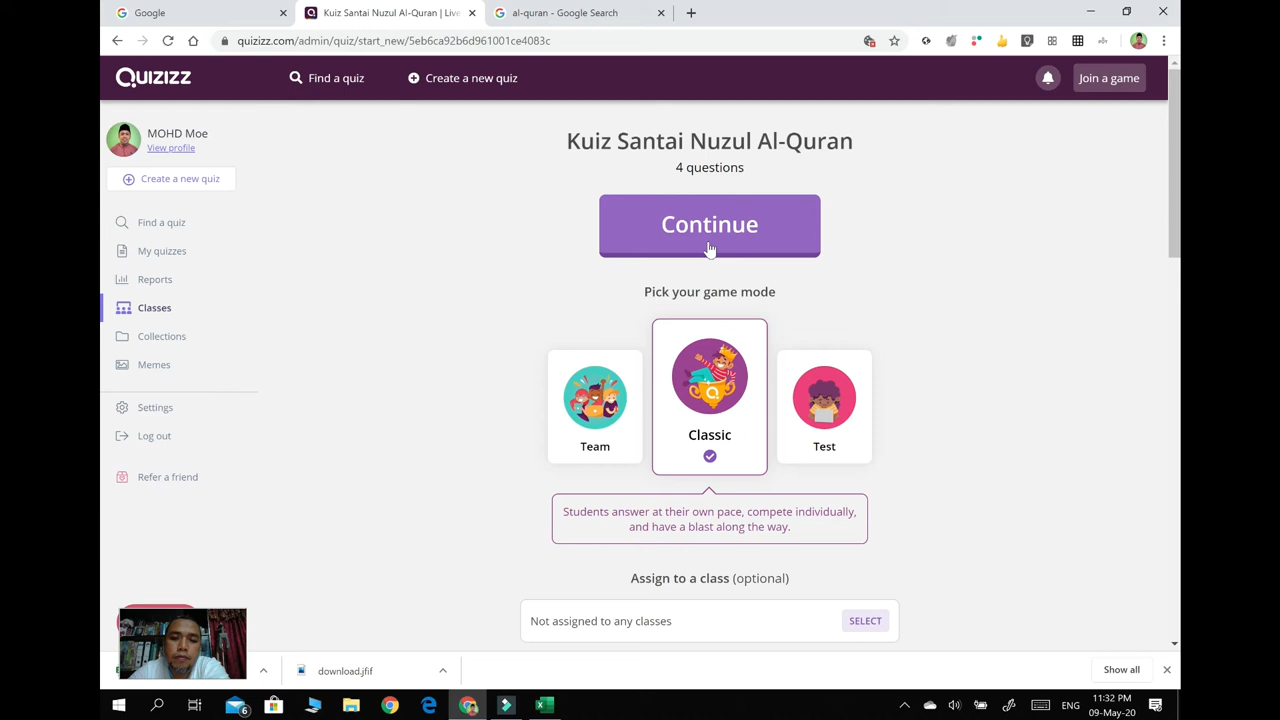 Google
Kuiz Santai Nuzul Al-Quran | Live
al-quran - Google Search
quizizz.com/admin/quiz/start_new/5eb6ca92b6d961001ce4083c
QUIZIZZ
Find a quiz
Create a new quiz
Join a game
MOHD Moe
View profile
Create a new quiz
Find a quiz
My quizzes
Reports
Classes
Collections
Memes
Settings
Log out
Refer a friend
Kuiz Santai Nuzul Al-Quran
4 questions
Continue
Pick your game mode
Team
Classic
Test
Students answer at their own pace, compete individually,
and have a blast along the way.
Assign to a class (optional)
Not assigned to any classes
SELECT
download.jfif
Show all
6
ENG
11:32 PM
09-May-20